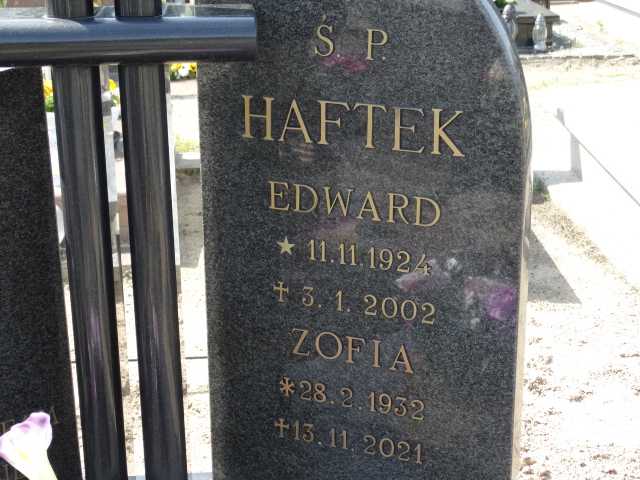 Ś. P.
HAFTEK
EDWARD
★ 11.11.1924
✝ 3. 1. 2002
ZOFIA
* 28. 2. 1932
✝ 13. 11. 2021